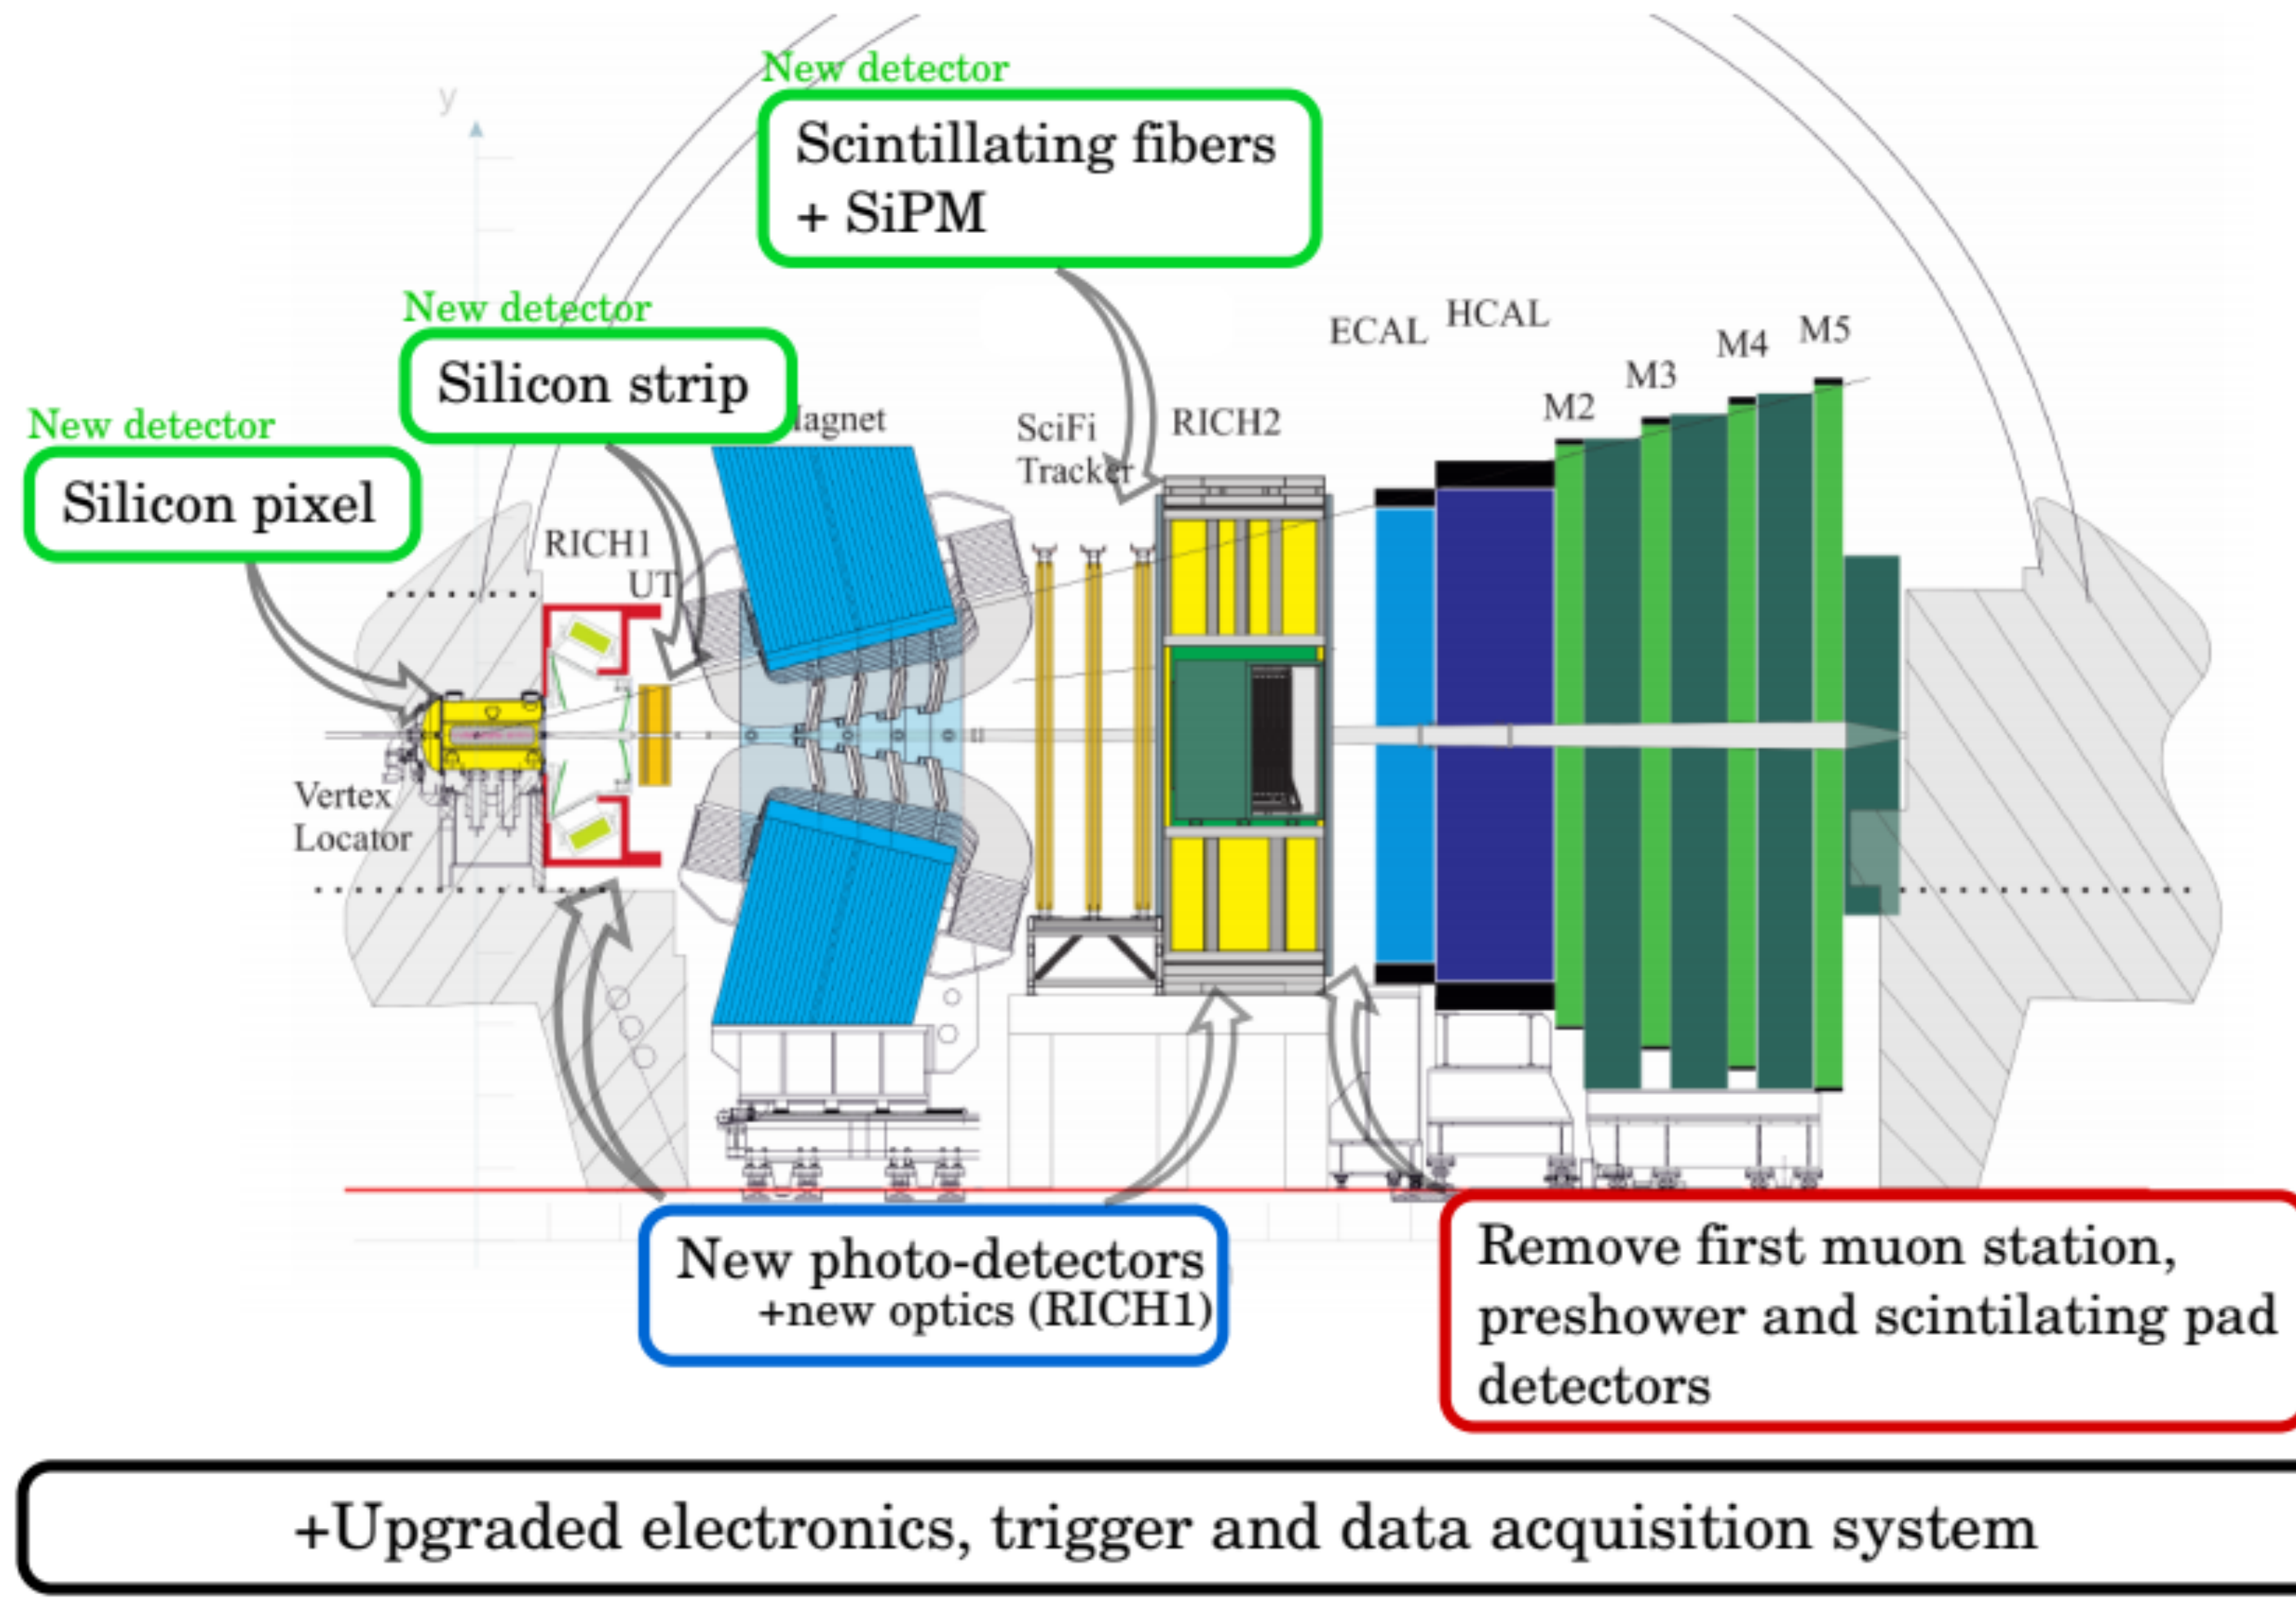 y
New detector
Scintillating fibers
+ SiPM
New detector
Silicon strip
New detector
Silicon pixel
RICH1
UT
agnet
SciFi
Tracker
RICH2
ECAL
HCAL
M2
M3
M4
M5
Vertex
Locator
New photo-detectors
+new optics (RICH1)
Remove first muon station,
preshower and scintilating pad
detectors
+Upgraded electronics, trigger and data acquisition system